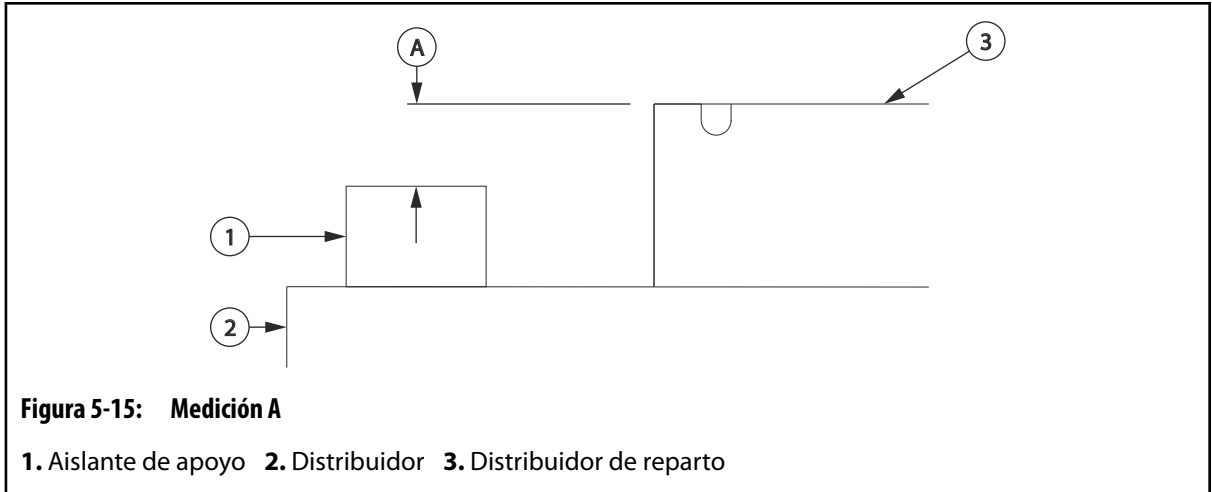 A
3
1
2
Figura 5-15: Medición A
1. Aislante de apoyo 2. Distribuidor 3. Distribuidor de reparto